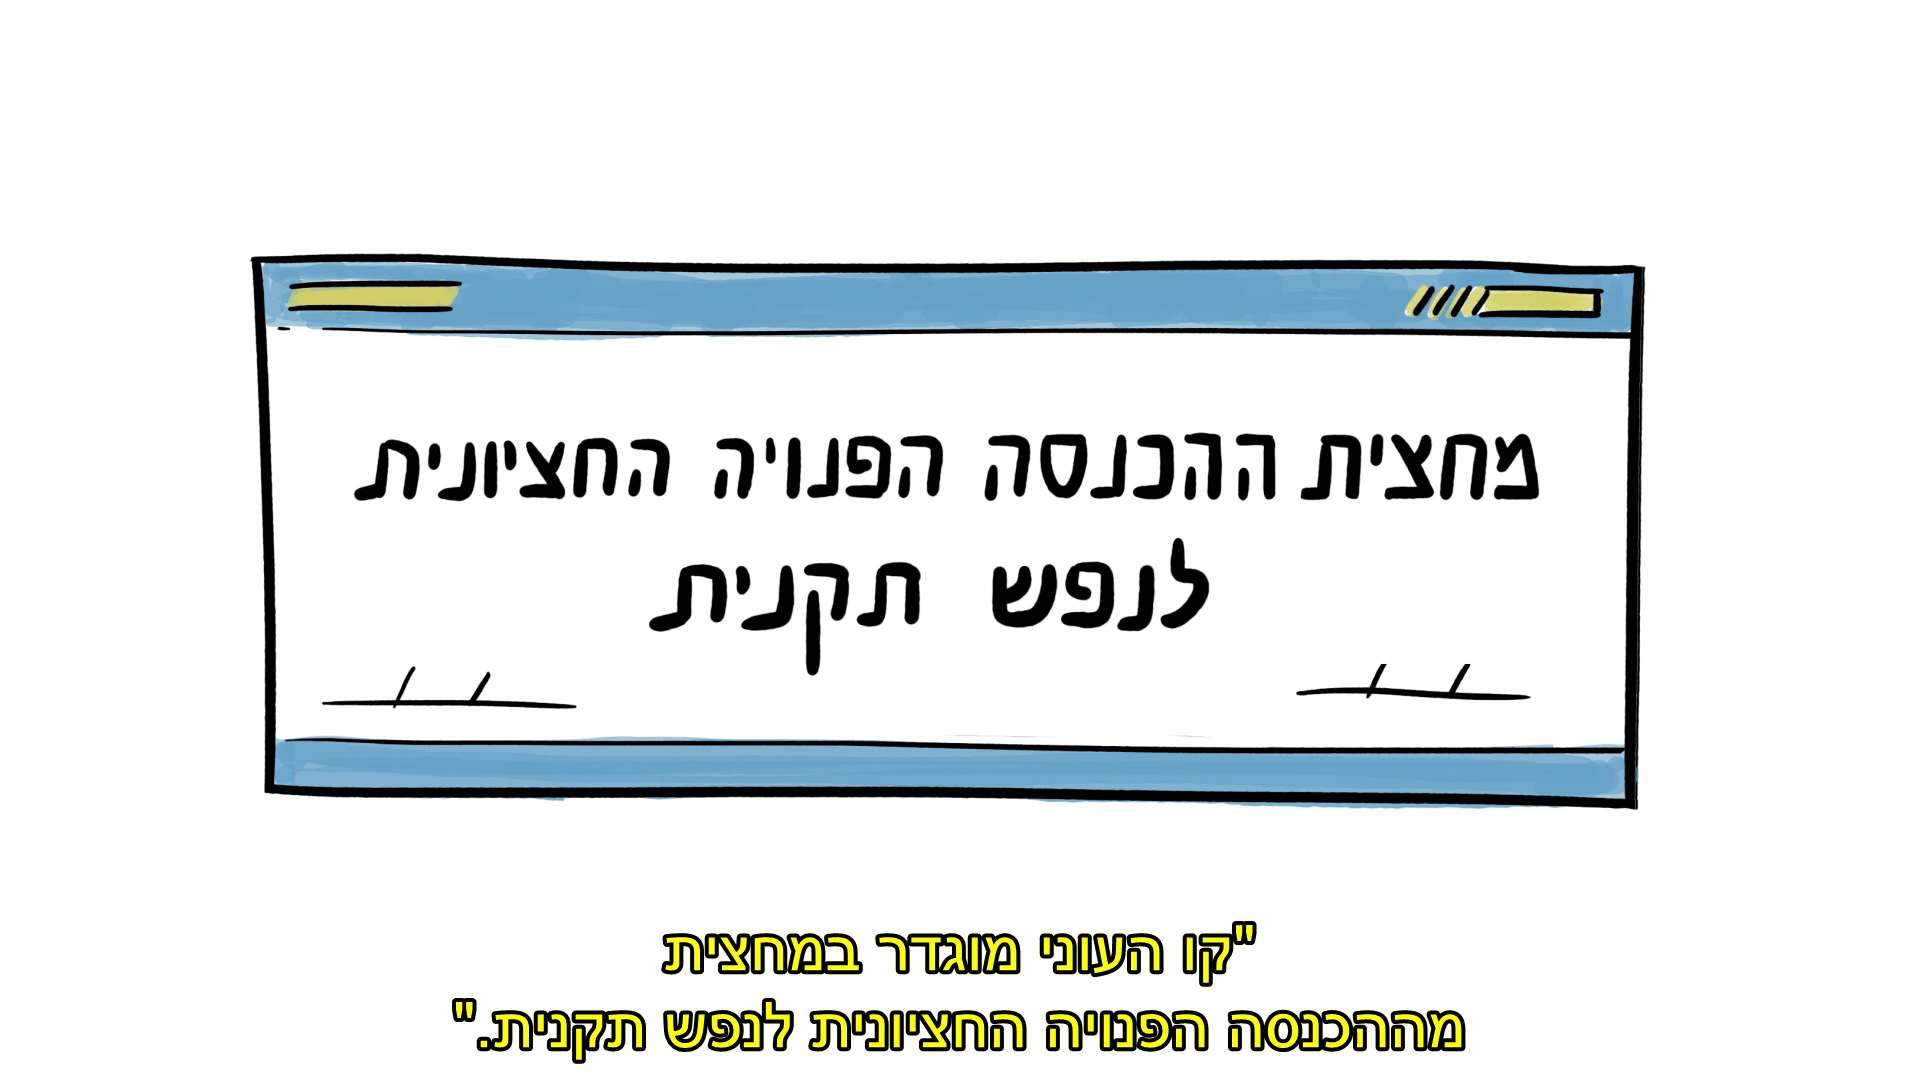 מחצית ההכנסה הפנויה החציונית
לנפש תקנית
"קו העוני מוגדר במחצית
מההכנסה הפנויה החציונית לנפש תקנית."